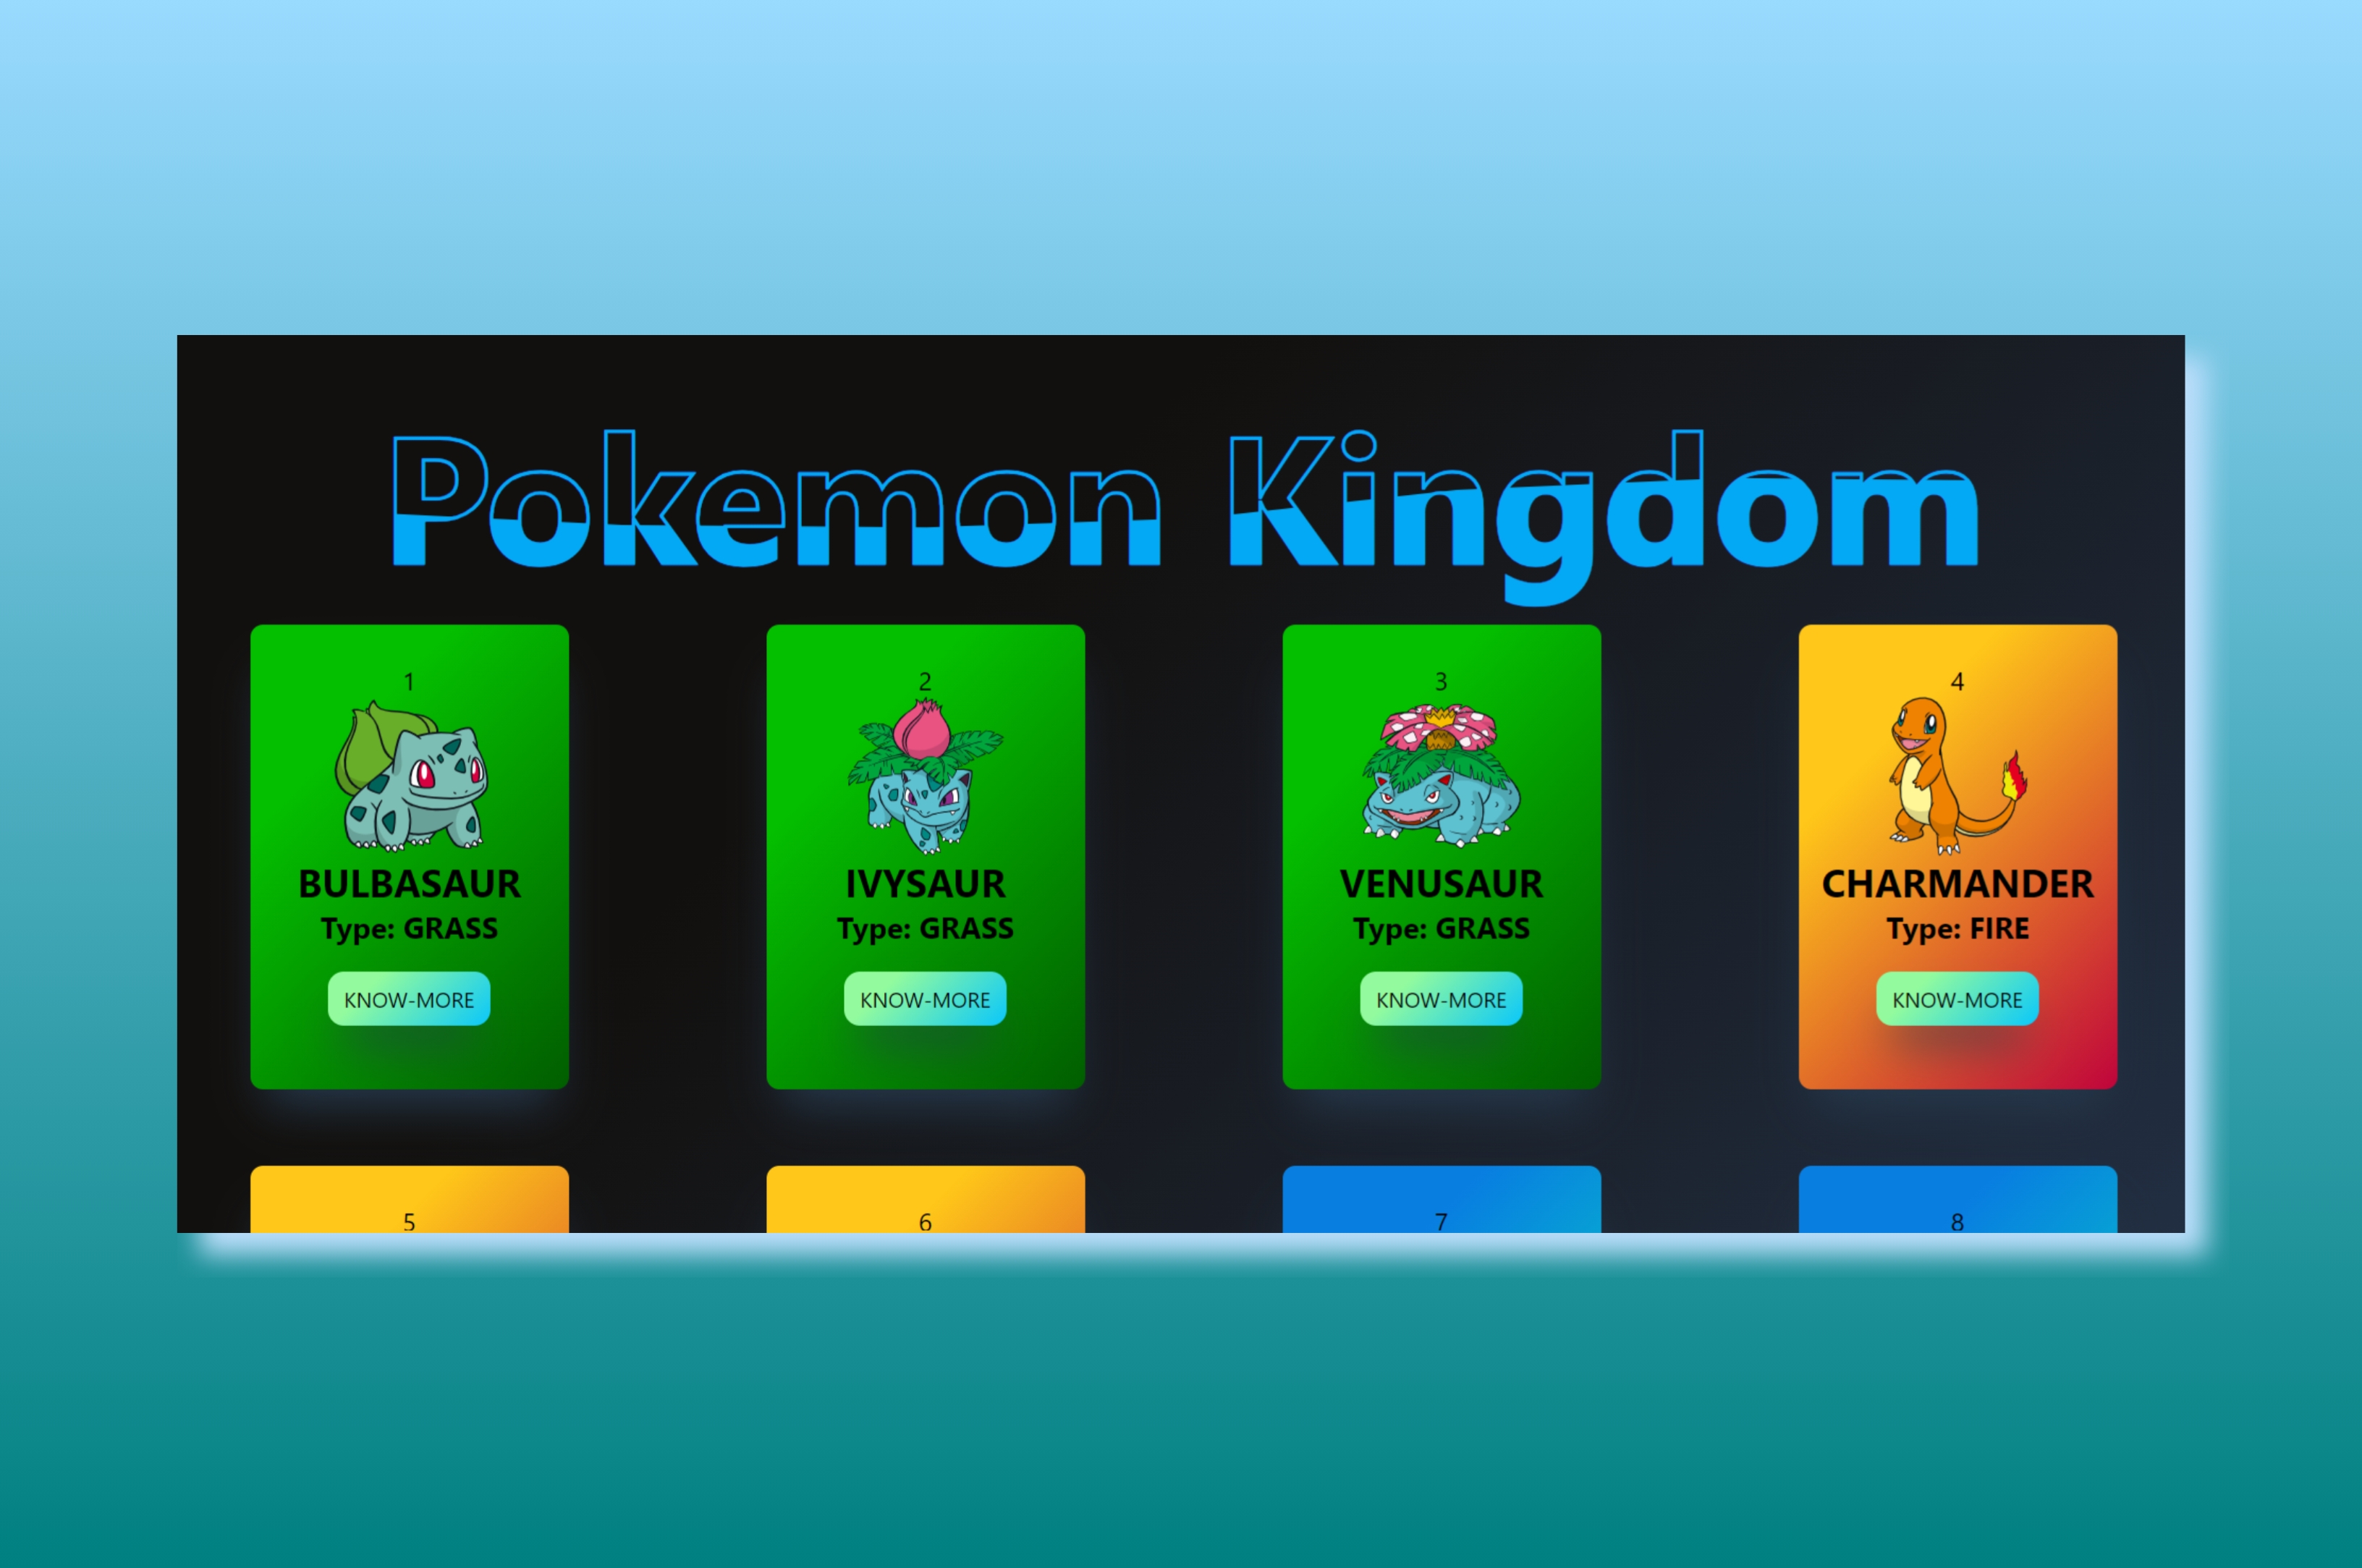 Pokemon Kingdom
1
BULBASAUR
Type: GRASS
KNOW-MORE
2
IVYSAUR
Type: GRASS
KNOW-MORE
3
VENUSAUR
Type: GRASS
KNOW-MORE
4
CHARMANDER
Type: FIRE
KNOW-MORE
5
6
7
8